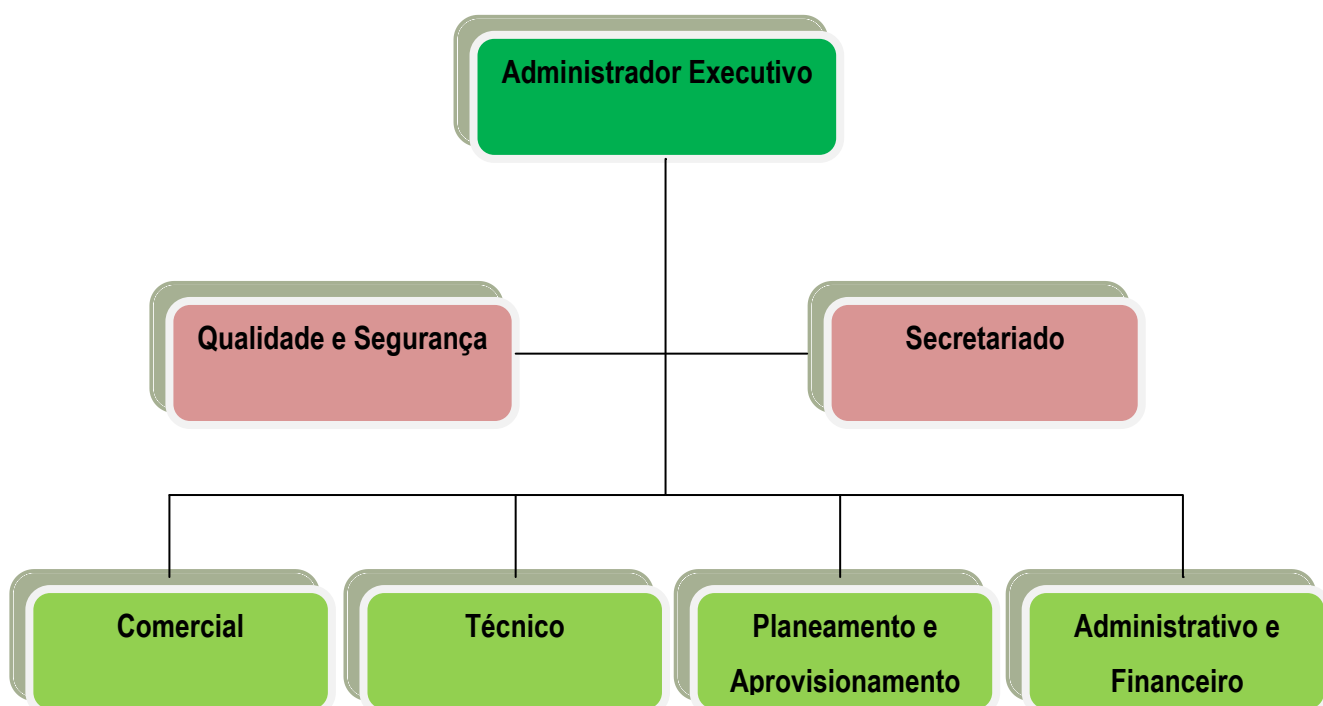 Administrador Executivo
Qualidade e Segurança
Secretariado
Comercial
Técnico
Planeamento e
Aprovisionamento
Administrativo e
Financeiro